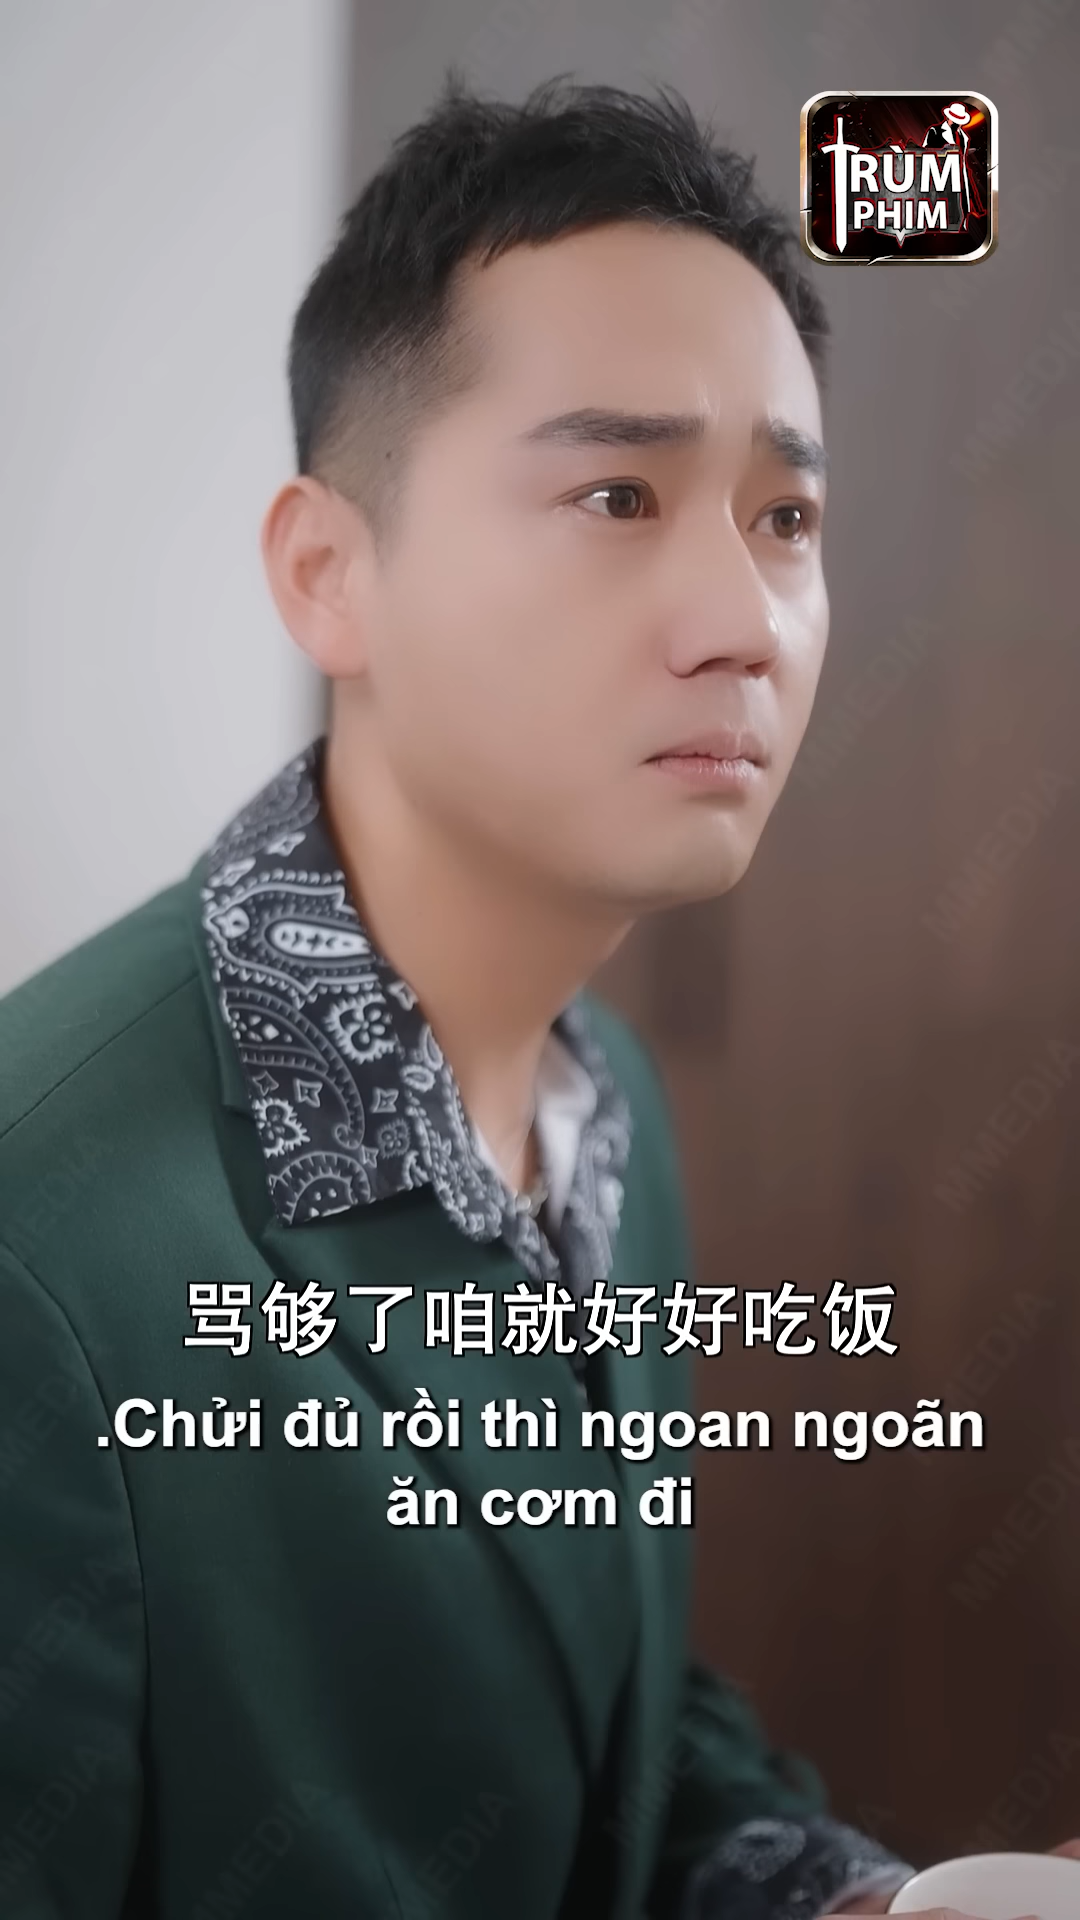 TRÙM
PHIM
骂够了咱就好好吃饭
.Chửi đủ rồi thì ngoan ngoãn
ăn cơm đi
MMEDIA